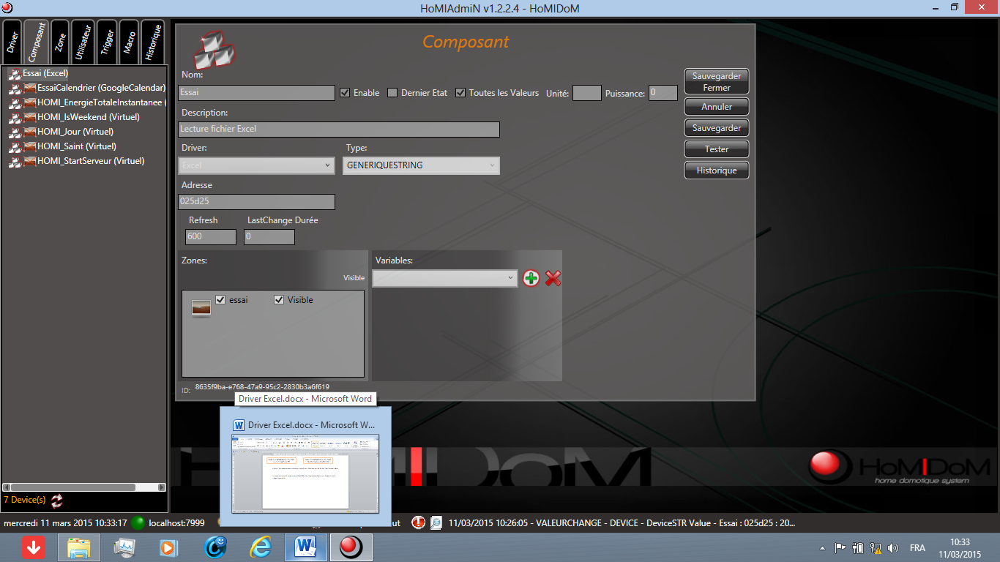 HoMIAdmiN v1.2.2.4 - HoMIDoM
Driver
Composant
Zone
Utilisateur
Trigger
Macro
Historique
Essai (Excel)
EssaiCalendrier (GoogleCalendar)
HOMI_EnergieTotaleInstantanee (
HOMI_IsWeekend (Virtuel)
HOMI_Jour (Virtuel)
HOMI_Saint (Virtuel)
HOMI_StartServeur (Virtuel)
7 Device(s)
Composant
Nom:
Essai
Enable
Dernier Etat
Toutes les Valeurs
Unité:
Puissance:
0
Description:
Lecture fichier Excel
Driver:
Type:
Excel
GENERIQUESTRING
Adresse
025d25
Refresh
LastChange Durée
600
0
Zones:
Visible
essai
Visible
Variables:
ID:
8635f9ba-e768-47a9-95c2-2830b3a6f619
Sauvegarder
Fermer
Annuler
Sauvegarder
Tester
Historique
Driver Excel.docx - Microsoft Word
Driver Excel.docx - Microsoft W...
HoMIDoM
home domotique system
mercredi 11 mars 2015 10:33:17
localhost:7999
ut
11/03/2015 10:26:05 - VALEURCHANGE - DEVICE - DeviceSTR Value - Essai : 025d25 : 20...
FRA
10:33
11/03/2015